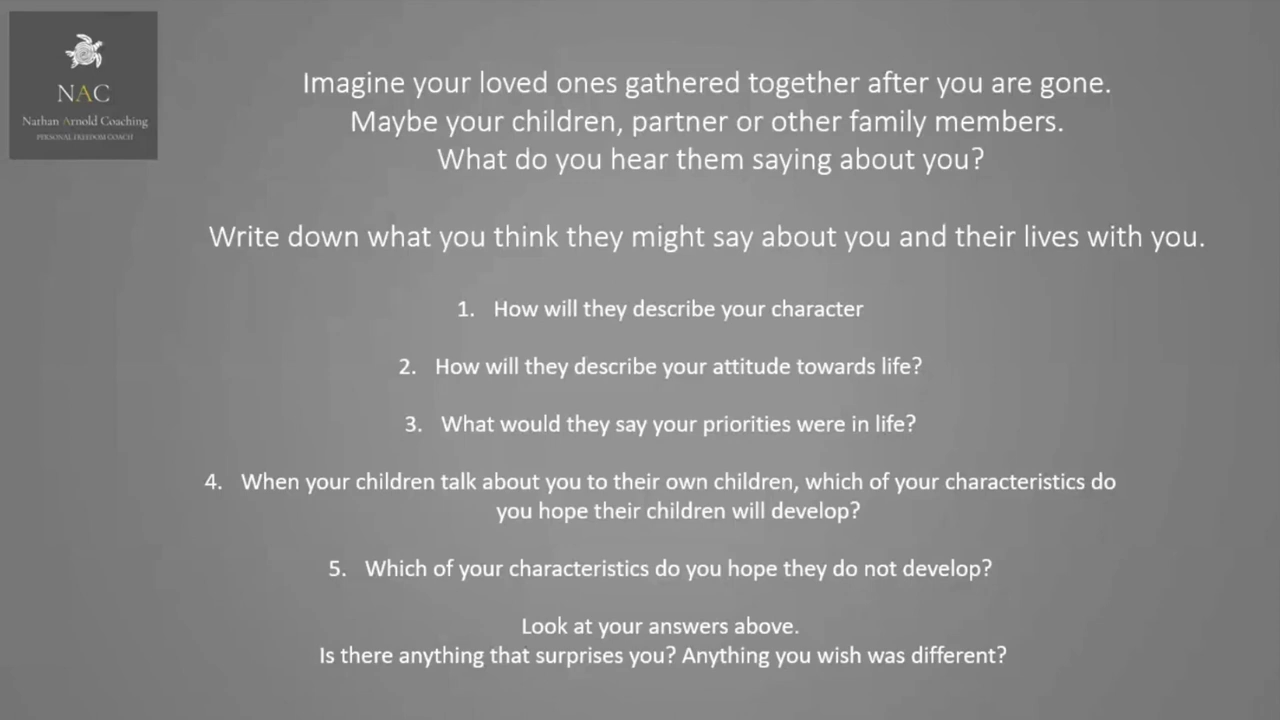 NAC
Nathan Arnold Coaching
PERSONAL FREEDOM COACH
Imagine your loved ones gathered together after you are gone.
Maybe your children, partner or other family members.
What do you hear them saying about you?
Write down what you think they might say about you and their lives with you.
1. How will they describe your character
2. How will they describe your attitude towards life?
3. What would they say your priorities were in life?
4. When your children talk about you to their own children, which of your characteristics do
you hope their children will develop?
5. Which of your characteristics do you hope they do not develop?
Look at your answers above.
Is there anything that surprises you? Anything you wish was different?